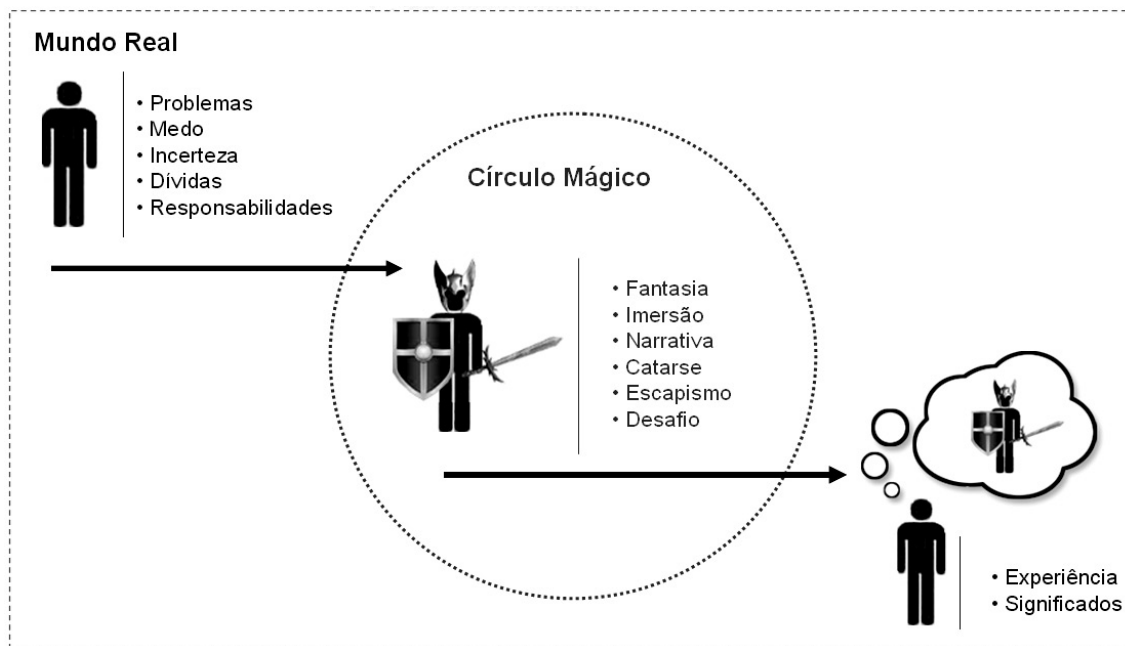 Mundo Real
• Problemas
• Medo
• Incerteza
• Dívidas
• Responsabilidades
Círculo Mágico
• Fantasia
• Imersão
• Narrativa
• Catarse
• Escapismo
• Desafio
• Experiência
• Significados